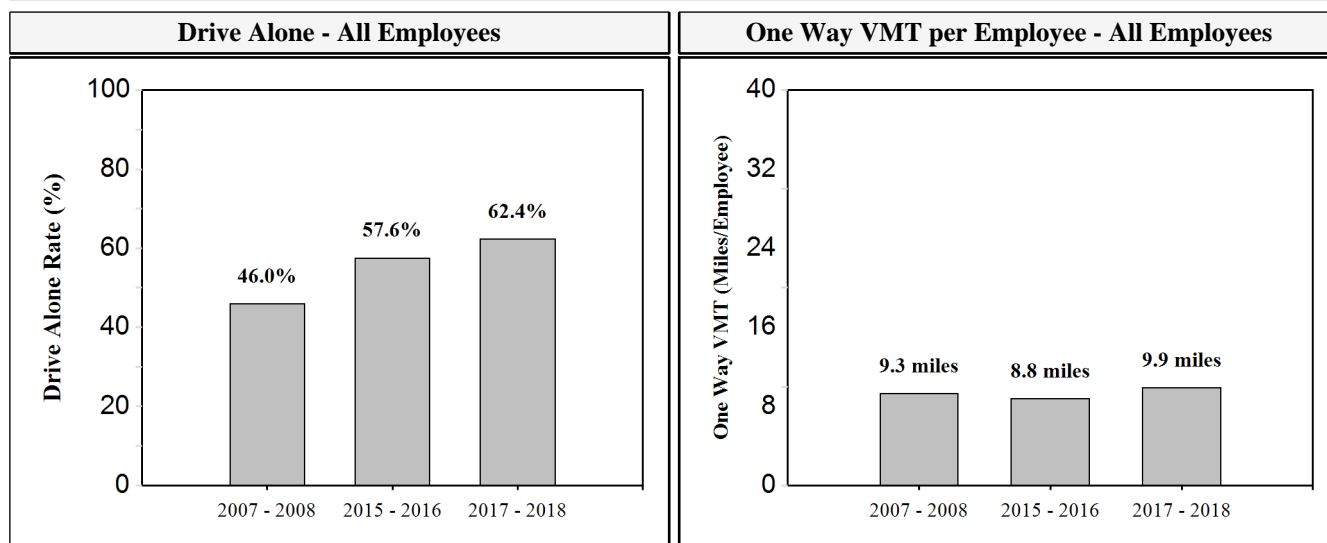 Drive Alone - All Employees
One Way VMT per Employee - All Employees
Drive Alone Rate (%)
100
80
60
40
20
0
46.0%
57.6%
62.4%
2007 - 2008
2015 - 2016
2017 - 2018
One Way VMT (Miles/Employee)
40
32
24
16
8
0
9.3 miles
8.8 miles
9.9 miles
2007 - 2008
2015 - 2016
2017 - 2018